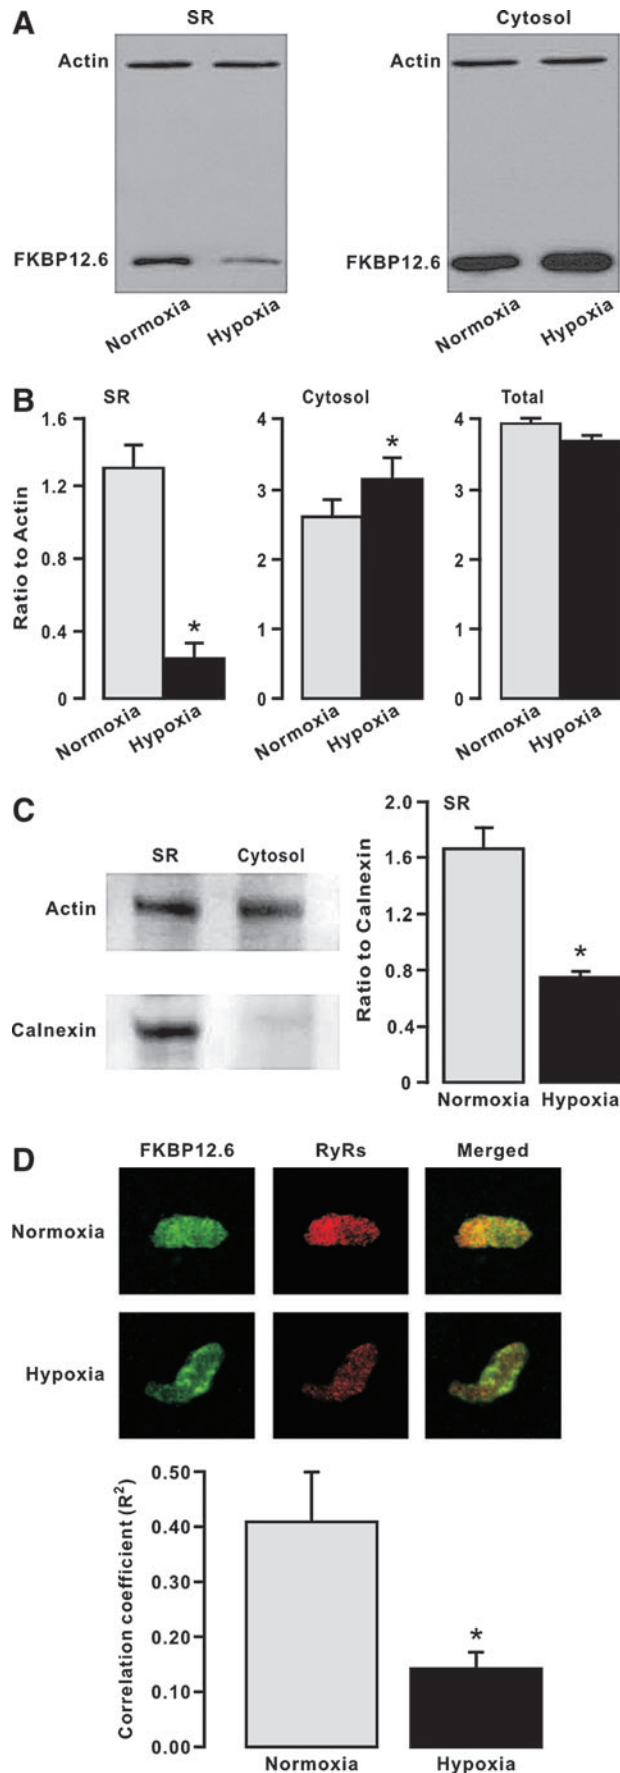 A
SR
Cytosol
Actin
Actin
FKBP12.6
FKBP12.6
Normoxia
Hypoxia
Normoxia
Hypoxia
B
SR
Cytosol
Total
Ratio to Actin
1.6
1.2
0.8
0.4
0
4
3
2
1
0
4
3
2
1
0
*
*
Normoxia
Hypoxia
Normoxia
Hypoxia
Normoxia
Hypoxia
C
SR
Cytosol
Actin
Calnexin
SR
Ratio to Calnexin
2.0
1.6
1.2
0.8
0.4
0
*
Normoxia
Hypoxia
D
FKBP12.6
RyRs
Merged
Normoxia
Hypoxia
Correlation coefficient (R²)
0.50
0.40
0.30
0.20
0.10
0.00
*
Normoxia
Hypoxia